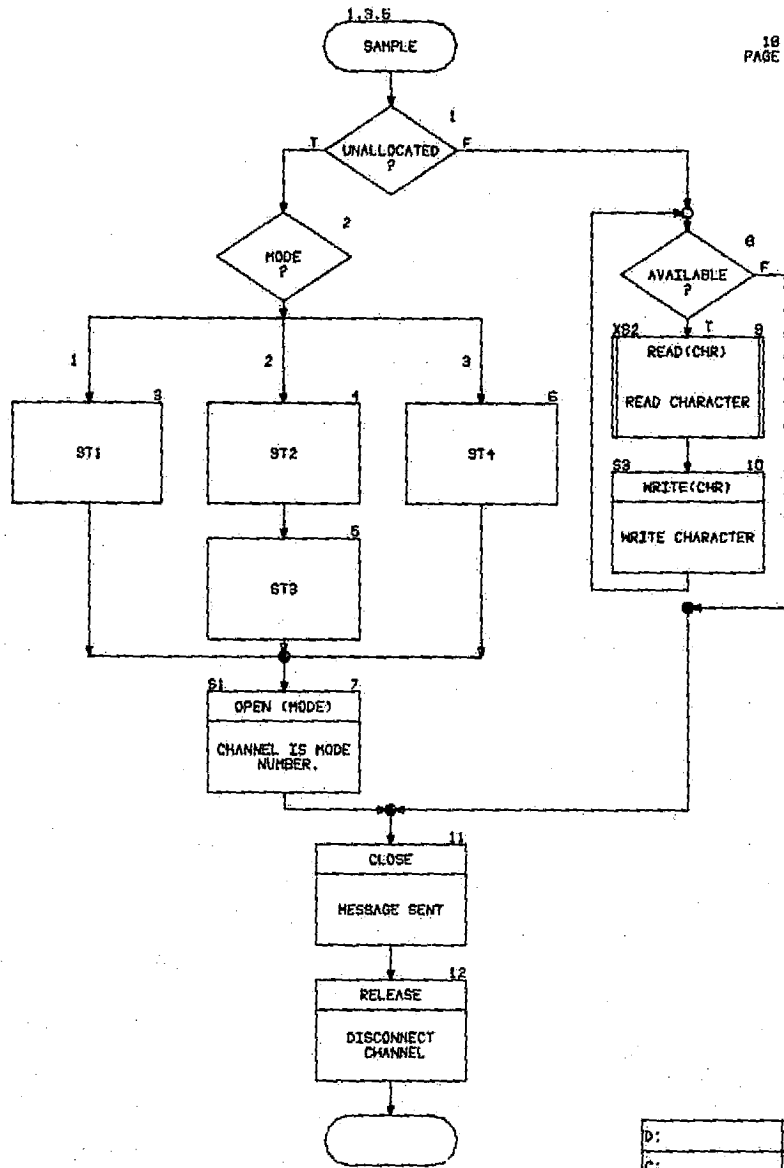 1.3.5
SAMPLE
18
PAGE
1
UNALLOCATED
?
T
F
2
MODE
?
8
AVAILABLE
?
F
T
1
2
3
XS2
9
READ(CHR)
READ CHARACTER
3
ST1
4
ST2
6
ST4
S3
10
WRITE(CHR)
WRITE CHARACTER
5
ST3
S1
7
OPEN (MODE)
CHANNEL IS MODE
NUMBER.
11
CLOSE
MESSAGE SENT
12
RELEASE
DISCONNECT
CHANNEL
D:
C: